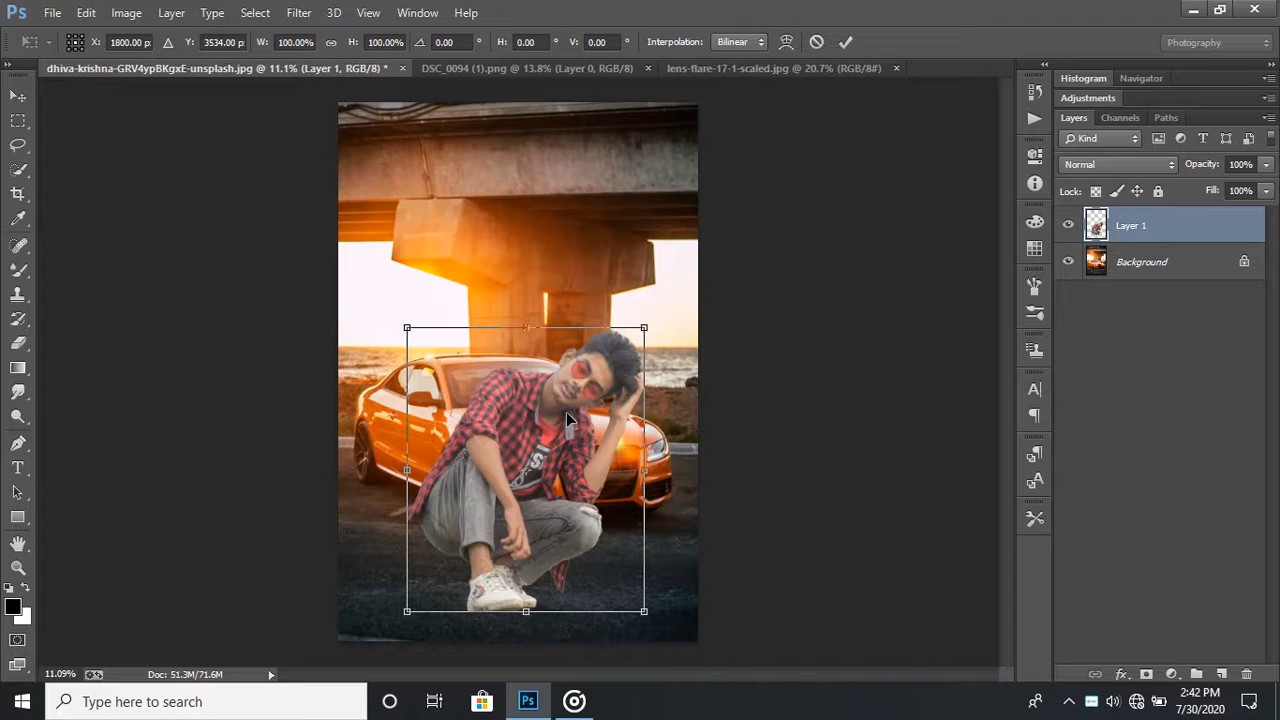 Ps File Edit Image Layer Type Select Filter 3D View Window Help
X: 1800.00 px Y: 3534.00 px W: 100.00% H: 100.00% 0.00 ° H: 0.00 ° V: 0.00 ° Interpolation: Bilinear Photography
dhiva-krishna-GRV4ypBKgxE-unsplash.jpg @ 11.1% (Layer 1, RGB/8) * × DSC_0094 (1).png @ 13.8% (Layer 0, RGB/8) × lens-flare-17-1-scaled.jpg @ 20.7% (RGB/8#) ×
Histogram Navigator
Adjustments
Layers Channels Paths
Kind
Normal Opacity: 100%
Lock: Fill: 100%
Layer 1
Background
11.09% Doc: 51.3M/71.6M
Type here to search
Ps
7/30/2020